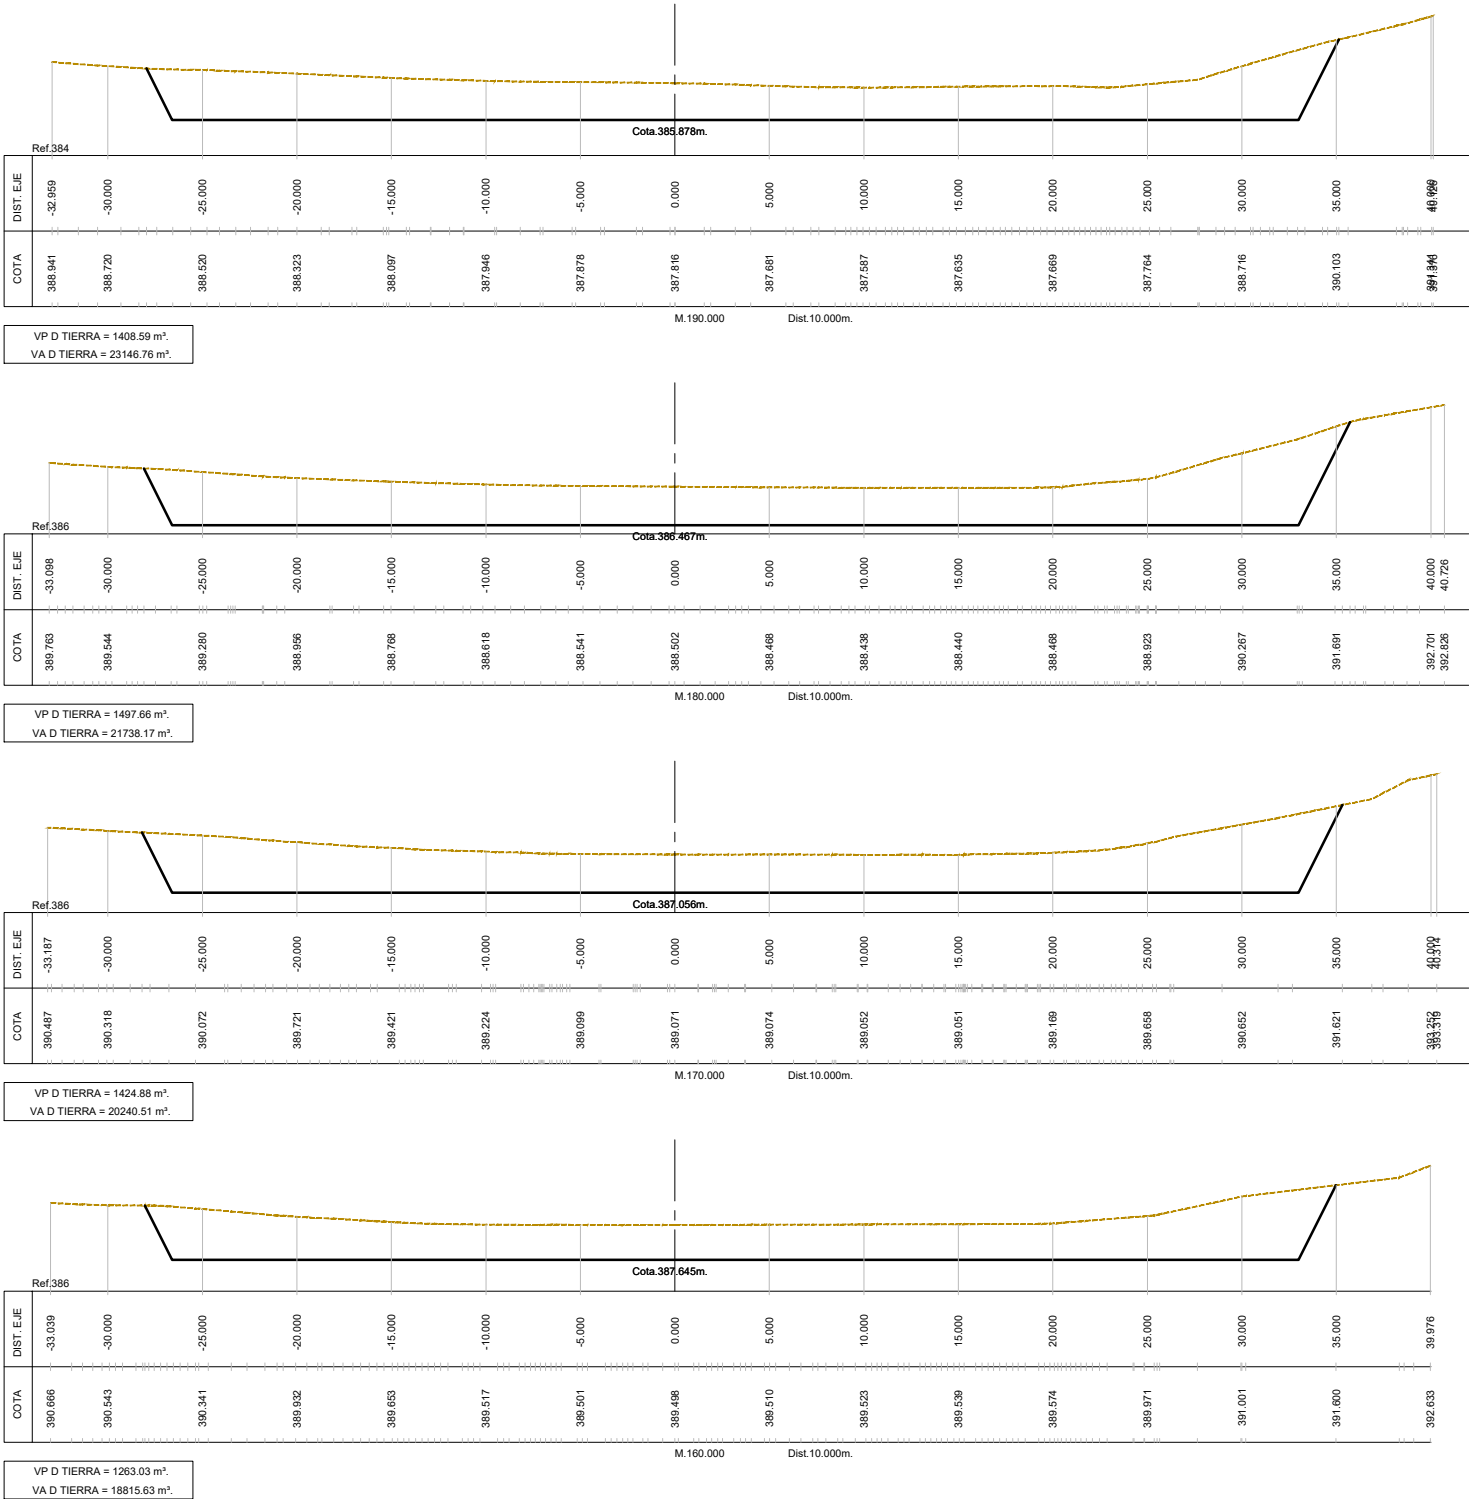 Cota.385.878m.
Ref.384
DIST. EJE -32.959 -30.000 -25.000 -20.000 -15.000 -10.000 -5.000 0.000 5.000 10.000 15.000 20.000 25.000 30.000 35.000
COTA 388.941 388.720 388.520 388.323 388.097 387.946 387.878 387.816 387.681 387.587 387.635 387.669 387.764 388.716 390.103
M.190.000 Dist.10.000m.
VP D TIERRA = 1408.59 m³.
VA D TIERRA = 23146.76 m³.
Ref.386
Cota.386.467m.
DIST. EJE -33.098 -30.000 -25.000 -20.000 -15.000 -10.000 -5.000 0.000 5.000 10.000 15.000 20.000 25.000 30.000 35.000 40.000 40.726
COTA 389.763 389.544 389.280 388.956 388.768 388.618 388.541 388.502 388.468 388.438 388.440 388.468 388.923 390.267 391.691 392.701 392.826
M.180.000 Dist.10.000m.
VP D TIERRA = 1497.66 m³.
VA D TIERRA = 21738.17 m³.
Ref.386
Cota.387.056m.
DIST. EJE -33.187 -30.000 -25.000 -20.000 -15.000 -10.000 -5.000 0.000 5.000 10.000 15.000 20.000 25.000 30.000 35.000 40.000 40.314
COTA 390.487 390.318 390.072 389.721 389.421 389.224 389.099 389.071 389.074 389.052 389.051 389.169 389.658 390.652 391.621 393.252 393.319
M.170.000 Dist.10.000m.
VP D TIERRA = 1424.88 m³.
VA D TIERRA = 20240.51 m³.
Cota.387.645m.
Ref.386
DIST. EJE -33.039 -30.000 -25.000 -20.000 -15.000 -10.000 -5.000 0.000 5.000 10.000 15.000 20.000 25.000 30.000 35.000 39.976
COTA 390.666 390.543 390.341 389.932 389.653 389.517 389.501 389.498 389.510 389.523 389.539 389.574 389.971 391.001 391.600 392.633
M.160.000 Dist.10.000m.
VP D TIERRA = 1263.03 m³.
VA D TIERRA = 18815.63 m³.